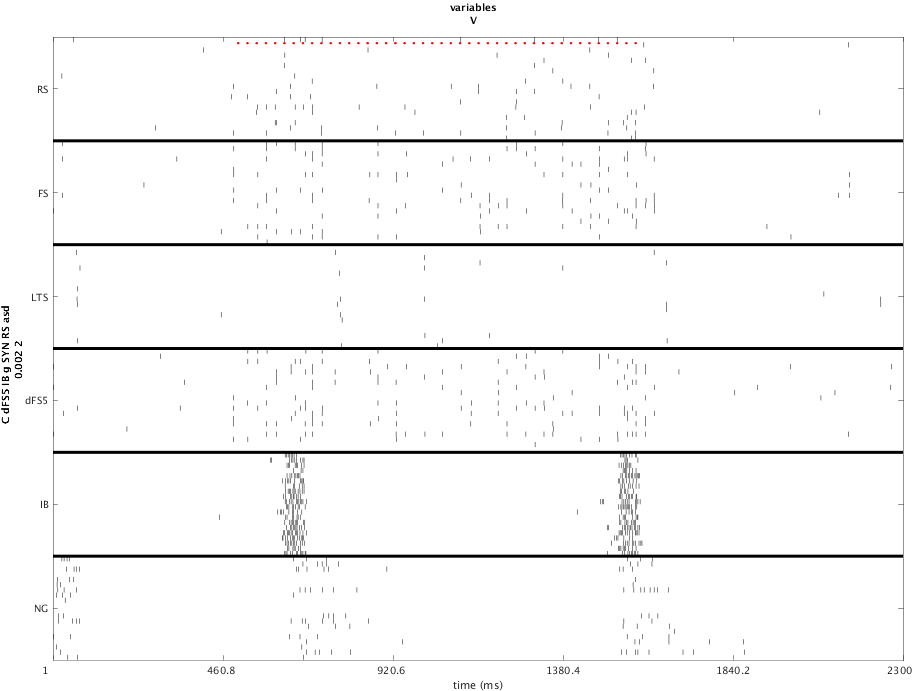 variables
V
RS
FS
LTS
dFS5
IB
NG
C dFS5 IB g SYN RS asd
0.002 2
1
460.8
920.6
1380.4
1840.2
2300
time (ms)